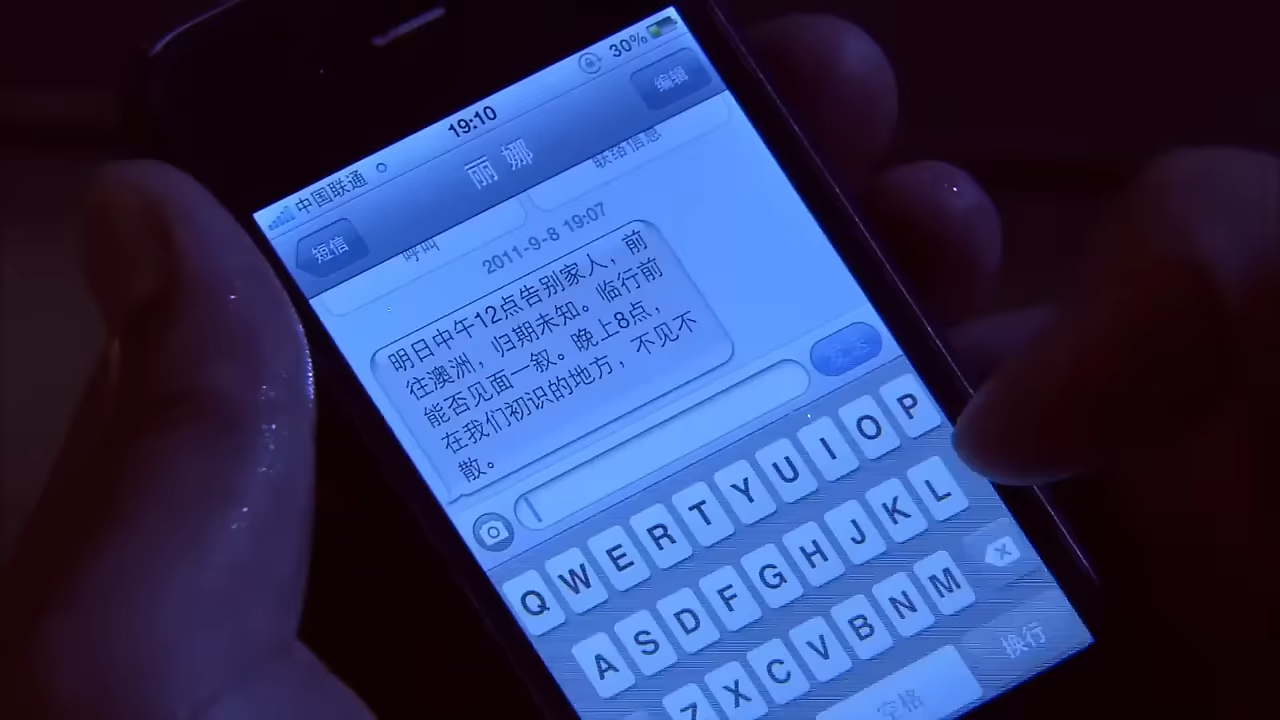 中国联通
19:10
30%
短信
丽娜
编辑
呼叫
联络信息
2011-9-8 19:07
明日中午12点告别家人，前
往澳洲，归期未知。临行前
能否见面一叙。晚上8点，
在我们初识的地方，不见不
散。
Q W E R T Y U I O P
A S D F G H J K L
Z X C V B N M
空格
换行